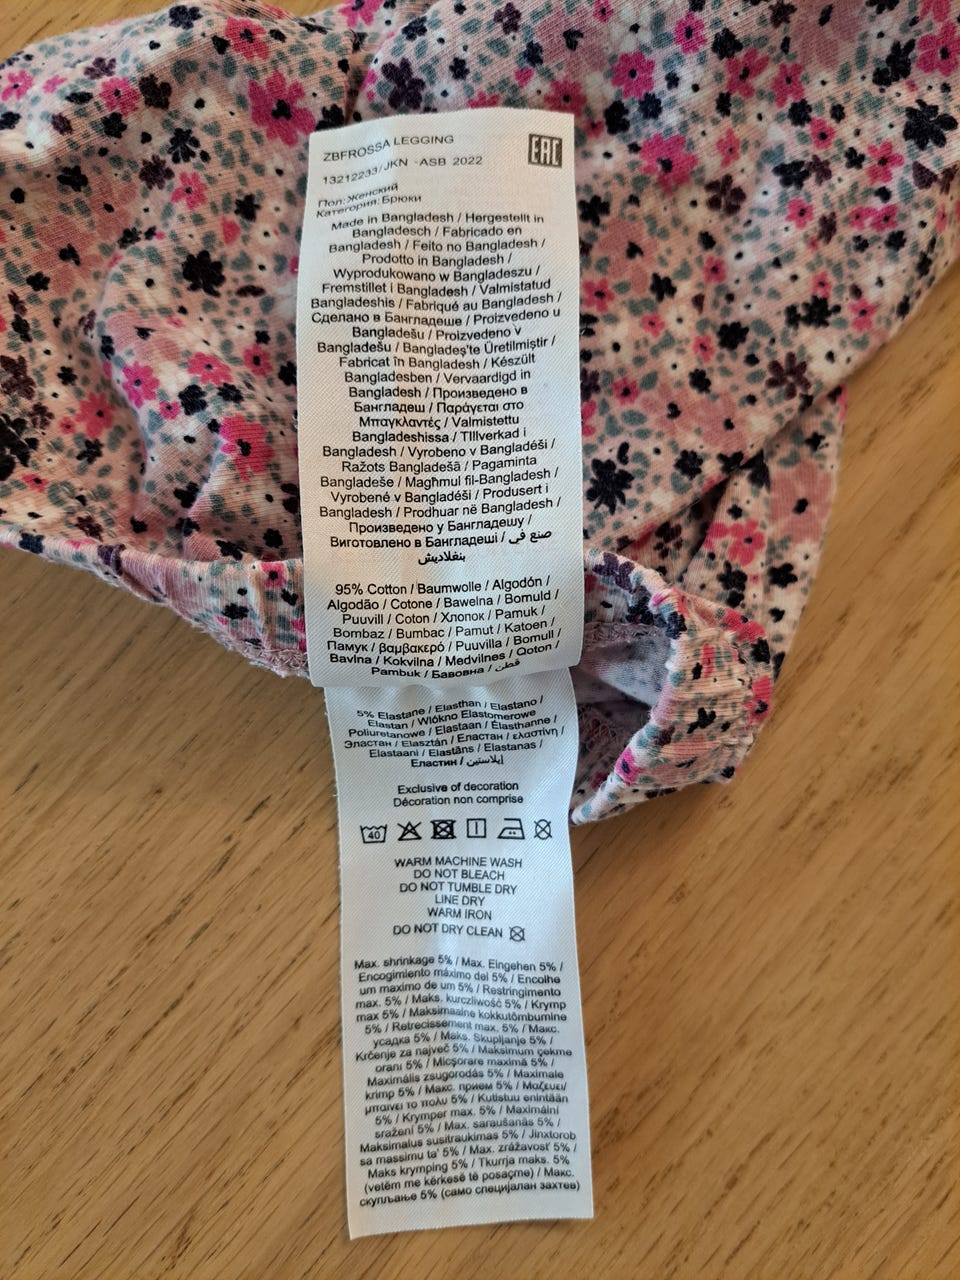 ZBFROSSA LEGGING
EAC
13212233/JKN -ASB 2022
Пол: Женский
Категория: Брюки
Made in Bangladesh / Hergestellt in
Bangladesch / Fabricado en
Bangladesh / Feito no Bangladesh /
Prodotto in Bangladesh /
Wyprodukowano w Bangladeszu /
Fremstillet i Bangladesh / Valmistatud
Bangladeshis / Fabriqué au Bangladesh /
Сделано в Бангладеше / Proizvedeno u
Bangladešu / Proizvedeno v
Bangladešu / Bangladeş'te Üretilmiştir /
Fabricat în Bangladesh / Készült
Bangladesben / Vervaardigd in
Bangladesh / Произведено в
Бангладеш / Παράγεται στο
Μπαγκλαντές / Valmistettu
Bangladeshissa / TIllverkad i
Bangladesh / Vyrobeno v Bangladéši /
Ražots Bangladešā / Pagaminta
Bangladeše / Magħmul fil-Bangladesh /
Vyrobené v Bangladéši / Produsert i
Bangladesh / Prodhuar në Bangladesh /
Произведено у Бангладешу /
Виготовлено в Бангладеші / صنع في
بنغلاديش
95% Cotton / Baumwolle / Algodón /
Algodão / Cotone / Bawełna / Bomuld /
Puuvill / Coton / Хлопок / Pamuk /
Bombaz / Bumbac / Pamut / Katoen /
Памук / βαμβακερό / Puuvilla / Bomull /
Bavlna / Kokvilna / Medvilnes / Qoton /
Pambuk / Бавовна / قطن
5% Elastane / Elasthan / Elastano /
Elastan / Włókno Elastomerowe
Poliuretanowe / Elastaan / Élasthanne /
Эластан / Elasztán / Еластан / ελαστίνη /
Elastaani / Elastāns / Elastanas /
Еластин / إيلاستين
Exclusive of decoration
Décoration non comprise
40
WARM MACHINE WASH
DO NOT BLEACH
DO NOT TUMBLE DRY
LINE DRY
WARM IRON
DO NOT DRY CLEAN
Max. shrinkage 5% / Max. Eingehen 5% /
Encogimiento máximo del 5% / Encolhe
um maximo de um 5% / Restringimento
max. 5% / Maks. kurczliwość 5% / Krymp
max 5% / Maksimaalne kokkutõmbumine
5% / Retrecissement max. 5% / Макс.
усадка 5% / Maks. Skupljanje 5% /
Krčenje za največ 5% / Maksimum çekme
oranı 5% / Micşorare maximă 5% /
Maximális zsugorodás 5% / Maximale
krimp 5% / Макс. прием 5% / Μαζεύει/
μπαίνει το πολύ 5% / Kutistuu enintään
5% / Krymper max. 5% / Maximální
sražení 5% / Max. saraušanās 5% /
Maksimalus susitraukimas 5% / Jinxtorob
sa massimu ta' 5% / Max. zrážavosť 5% /
Maks krymping 5% / Tkurrja maks. 5%
(vetëm me kërkesë të posaçme) / Макс.
скупљање 5% (само специјалан захтев)